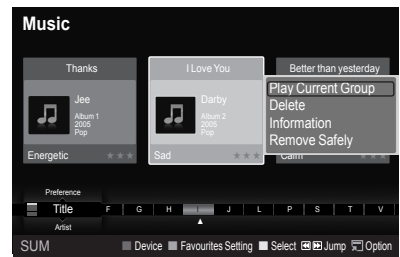 Music
Thanks
I Love You
Better than yesterday
Jee
Album 1
2005
Pop
Darby
Album 2
2005
Pop
Play Current Group
Delete
Information
Remove Safely
Energetic
Sad
Calm
Preference
Title F G H I J L P S T V
Artist
SUM Device Favourites Setting Select Jump Option